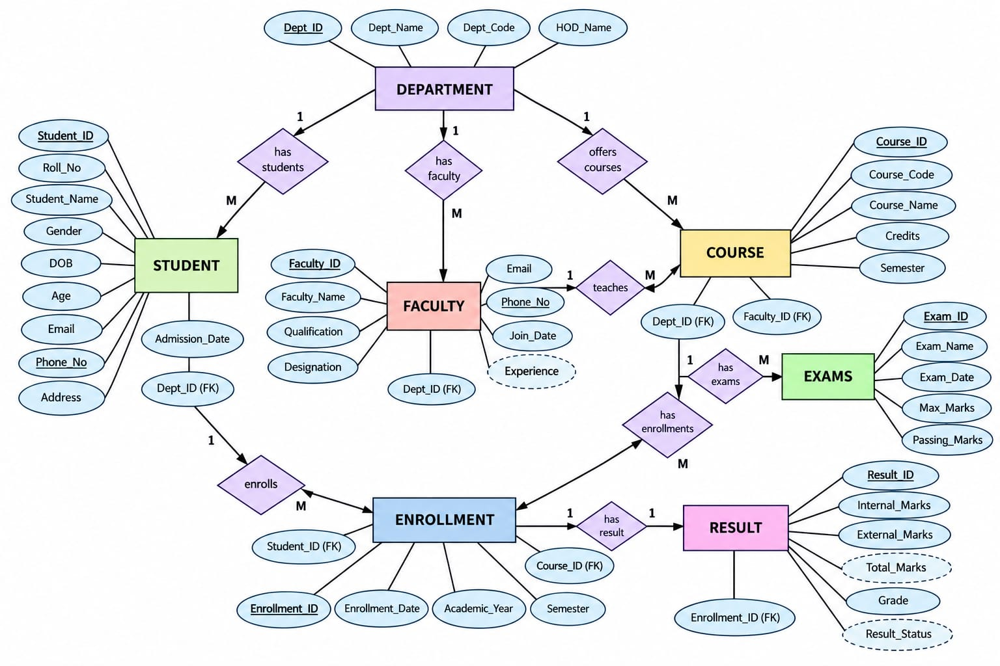 Dept_ID
Dept_Name
Dept_Code
HOD_Name
DEPARTMENT
1
1
1
has
students
has
faculty
offers
courses
M
M
M
Student_ID
Roll_No
Student_Name
Gender
DOB
Age
Email
Phone_No
Address
STUDENT
Admission_Date
Dept_ID (FK)
Faculty_ID
Faculty_Name
Qualification
Designation
FACULTY
Email
Phone_No
Join_Date
Experience
Dept_ID (FK)
1
teaches
M
COURSE
Course_ID
Course_Code
Course_Name
Credits
Semester
Dept_ID (FK)
Faculty_ID (FK)
1
has
exams
M
EXAMS
Exam_ID
Exam_Name
Exam_Date
Max_Marks
Passing_Marks
has
enrollments
M
1
enrolls
M
ENROLLMENT
Student_ID (FK)
Enrollment_ID
Enrollment_Date
Academic_Year
Semester
Course_ID (FK)
1
has
result
1
RESULT
Result_ID
Internal_Marks
External_Marks
Total_Marks
Grade
Result_Status
Enrollment_ID (FK)